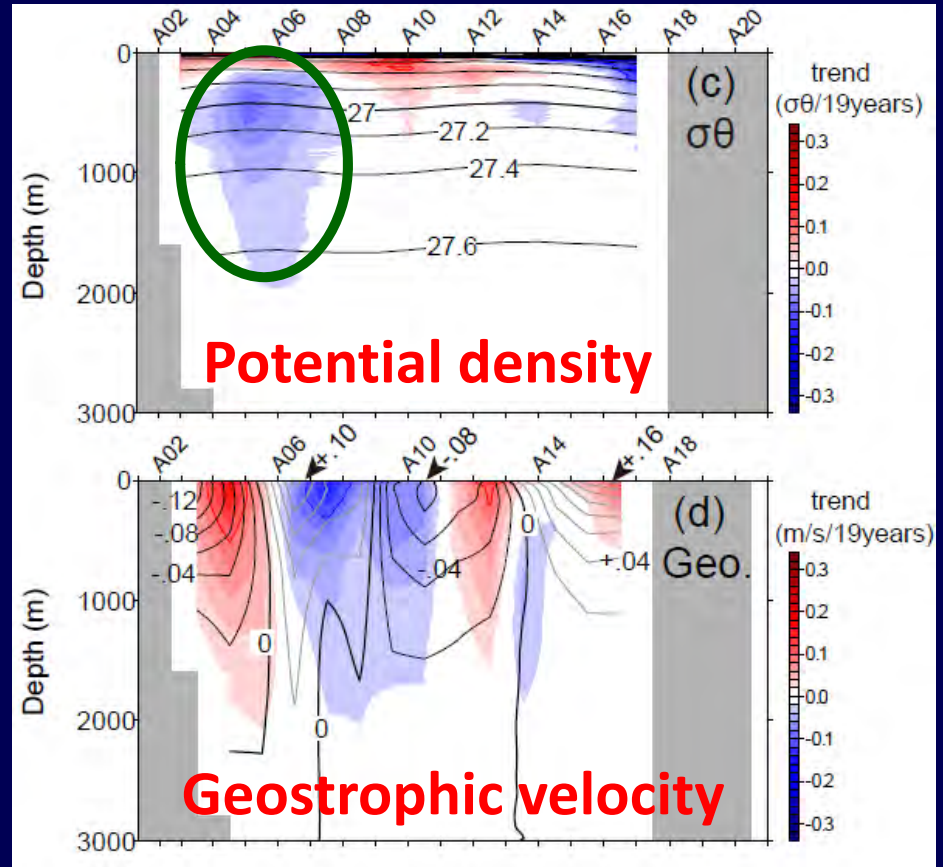 A02 A04 A06 A08 A10 A12 A14 A16 A18 A20
0
1000
2000
3000
Depth (m)
27
27.2
27.4
27.6
(c)
σθ
Potential density
trend
(σθ/19years)
0.3
0.2
0.1
0.0
-0.1
-0.2
-0.3
A02 A06 +.10 A10 -.08 A14 +.16 A18
0
1000
2000
3000
Depth (m)
-.12
-.08
-.04
0
0
-.04
0
+.04
(d)
Geo.
Geostrophic velocity
trend
(m/s/19years)
0.3
0.2
0.1
0.0
-0.1
-0.2
-0.3